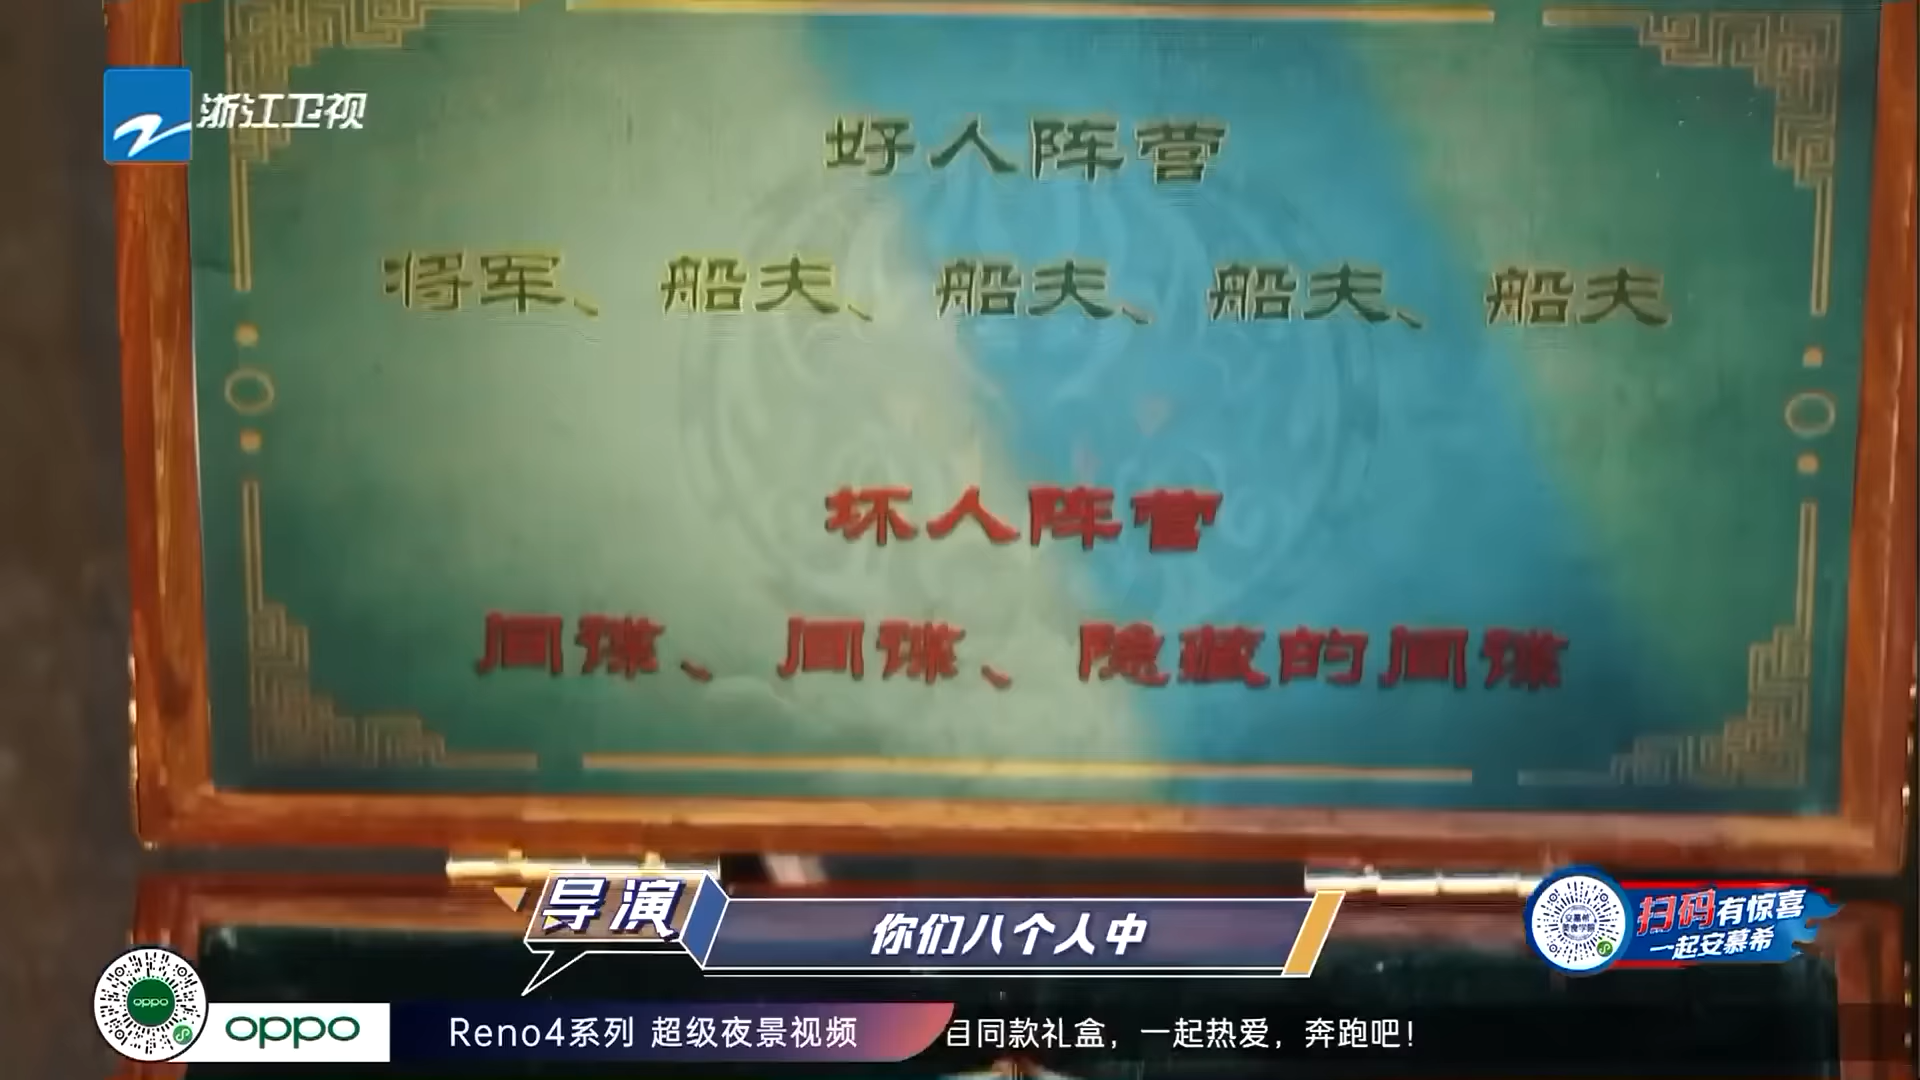 浙江卫视
好人阵营
将军、船夫、船夫、船夫、船夫
坏人阵营
间谍、间谍、隐藏的间谍
导演
你们八个人中
扫码有惊喜
一起安慕希
oppo
oppo
Reno4系列 超级夜景视频
目同款礼盒，一起热爱，奔跑吧！